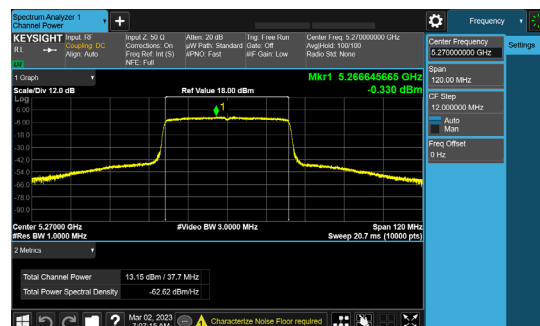 Spectrum Analyzer 1
Channel Power
+
Frequency
KEYSIGHT Input: RF
RL Coupling: DC
Align: Auto
Input Z: 50 Ω
Corrections: On
Freq Ref: Int (S)
NFE: Full
Atten: 20 dB
µW Path: Standard
#PNO: Fast
Trig: Free Run
Gate: Off
#IF Gain: Low
Center Freq: 5.270000000 GHz
Avg|Hold: 100/100
Radio Std: None
Center Frequency
5.270000000 GHz
Settings
Span
120.00 MHz
CF Step
12.000000 MHz
Auto
Man
Freq Offset
0 Hz
1 Graph
Mkr1 5.266645665 GHz
-0.330 dBm
Scale/Div 12.0 dB
Ref Value 18.00 dBm
Log
6.00
-6.00
-18.0
-30.0
-42.0
-54.0
-66.0
-78.0
-90.0
1
Center 5.27000 GHz
#Res BW 1.0000 MHz
#Video BW 3.0000 MHz
Span 120 MHz
Sweep 20.7 ms (10000 pts)
2 Metrics
Total Channel Power 13.15 dBm / 37.7 MHz
Total Power Spectral Density -62.62 dBm/Hz
?
Mar 02, 2023
7:07:15 AM
Characterize Noise Floor required